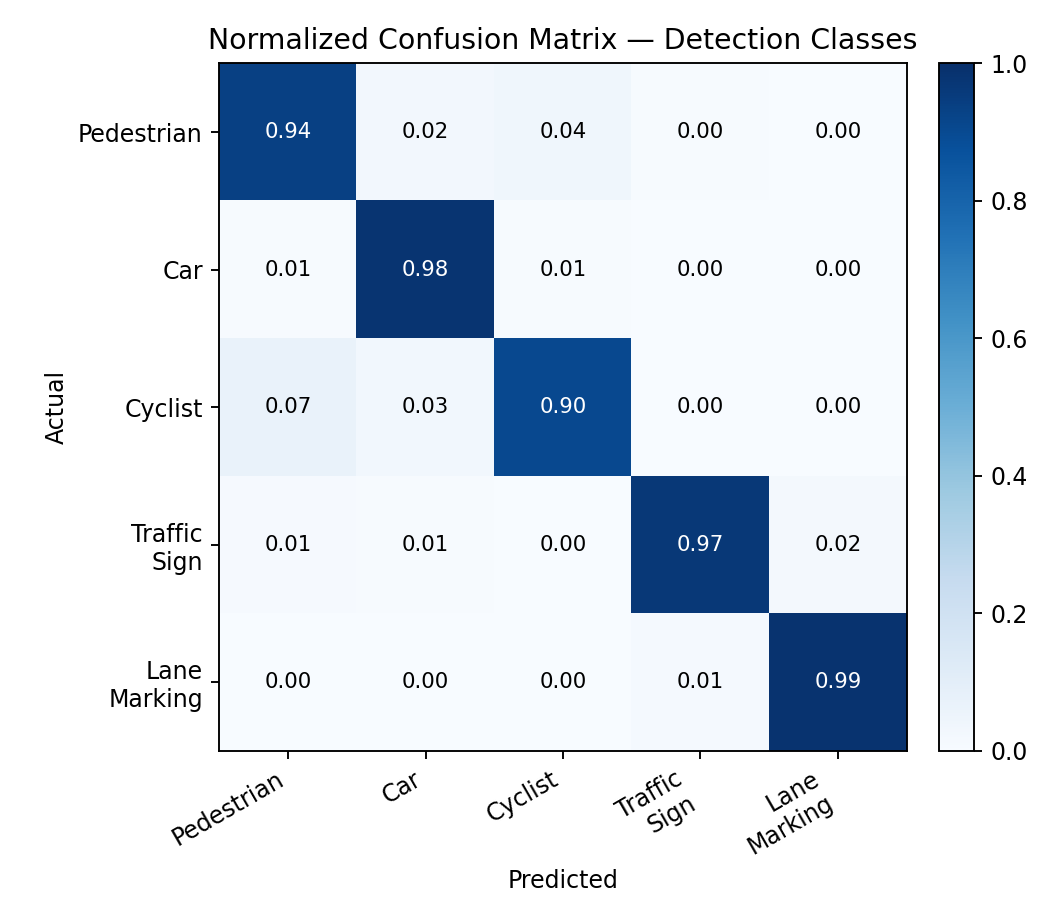 Normalized Confusion Matrix — Detection Classes
Pedestrian 0.94 0.02 0.04 0.00 0.00
Car 0.01 0.98 0.01 0.00 0.00
Cyclist 0.07 0.03 0.90 0.00 0.00
Traffic
Sign
0.01 0.01 0.00 0.97 0.02
Lane
Marking
0.00 0.00 0.00 0.01 0.99
Actual
Pedestrian
Car
Cyclist
Traffic
Sign
Lane
Marking
Predicted
1.0
0.8
0.6
0.4
0.2
0.0